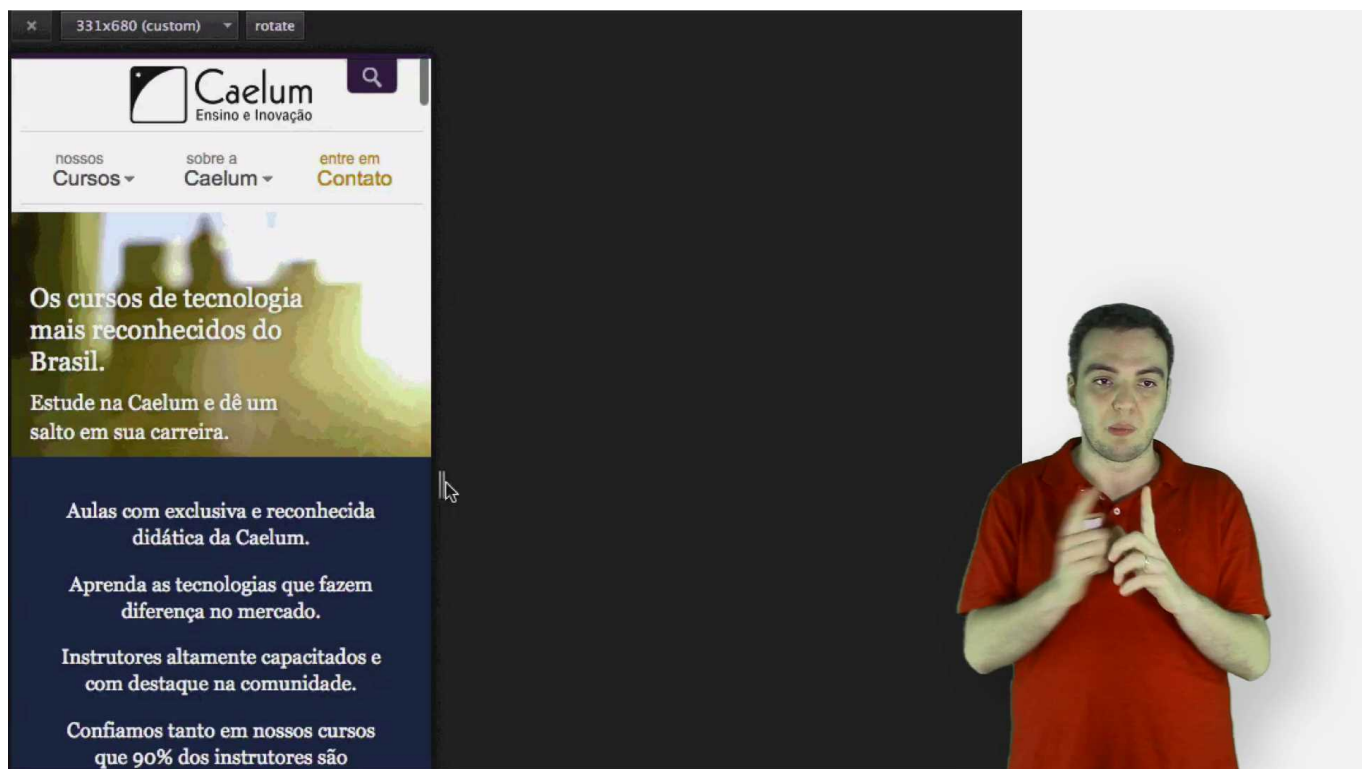 331x680 (custom) rotate
Caelum
Ensino e Inovação
nossos sobre a entre em
Cursos Caelum Contato
Os cursos de tecnologia
mais reconhecidos do
Brasil.
Estude na Caelum e dê um
salto em sua carreira.
Aulas com exclusiva e reconhecida
didática da Caelum.
Aprenda as tecnologias que fazem
diferença no mercado.
Instrutores altamente capacitados e
com destaque na comunidade.
Confiamos tanto em nossos cursos
que 90% dos instrutores são